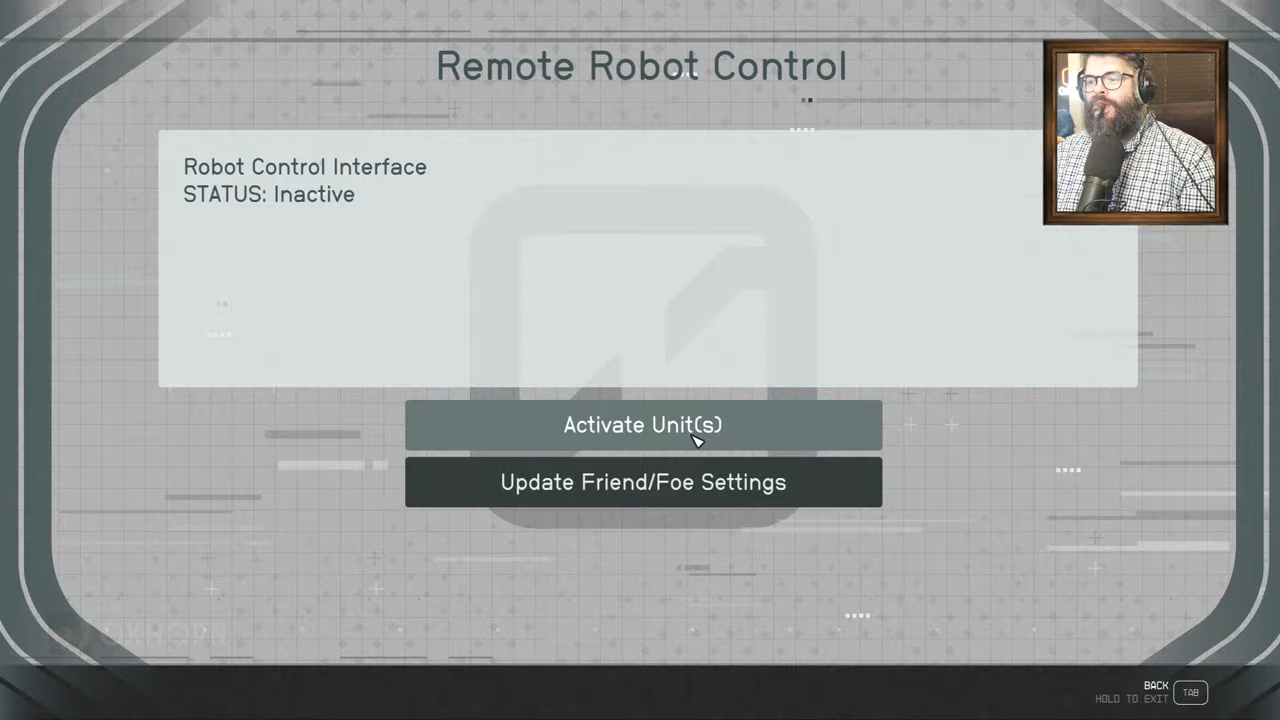 Remote Robot Control
Robot Control Interface
STATUS: Inactive
Activate Unit(s)
Update Friend/Foe Settings
BACK
HOLD TO EXIT
TAB